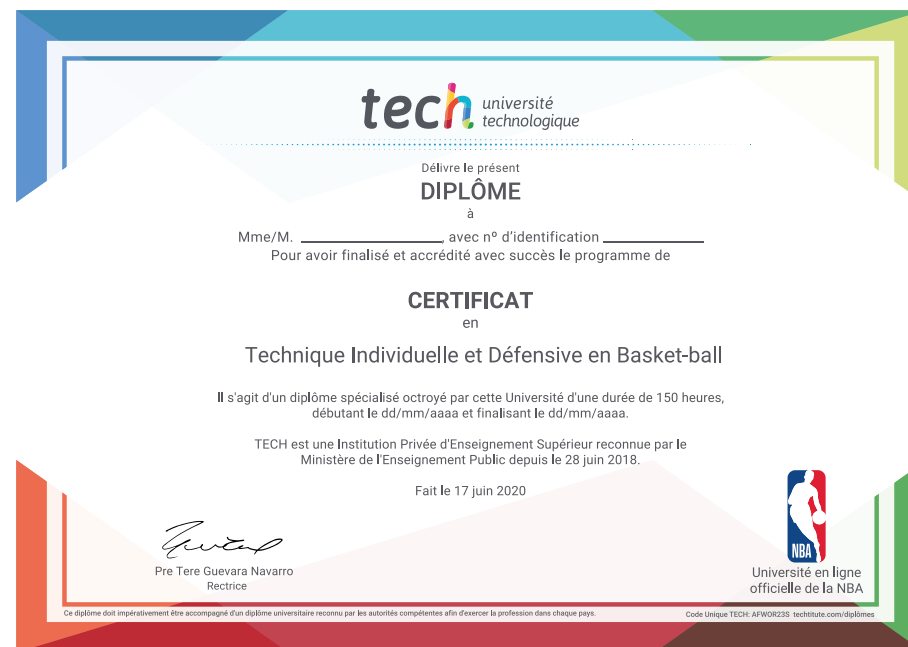 tech université
technologique
Délivre le présent
DIPLÔME
à
Mme/M. ____________________, avec nº d'identification ______________
Pour avoir finalisé et accrédité avec succès le programme de
CERTIFICAT
en
Technique Individuelle et Défensive en Basket-ball
Il s'agit d'un diplôme spécialisé octroyé par cette Université d'une durée de 150 heures,
débutant le dd/mm/aaaa et finalisant le dd/mm/aaaa.
TECH est une Institution Privée d'Enseignement Supérieur reconnue par le
Ministère de l'Enseignement Public depuis le 28 juin 2018.
Fait le 17 juin 2020
Pre Tere Guevara Navarro
Rectrice
NBA
Université en ligne
officielle de la NBA
Ce diplôme doit impérativement être accompagné d'un diplôme universitaire reconnu par les autorités compétentes afin d'exercer la profession dans chaque pays.
Code Unique TECH: AFWOR23S techtitute.com/diplômes